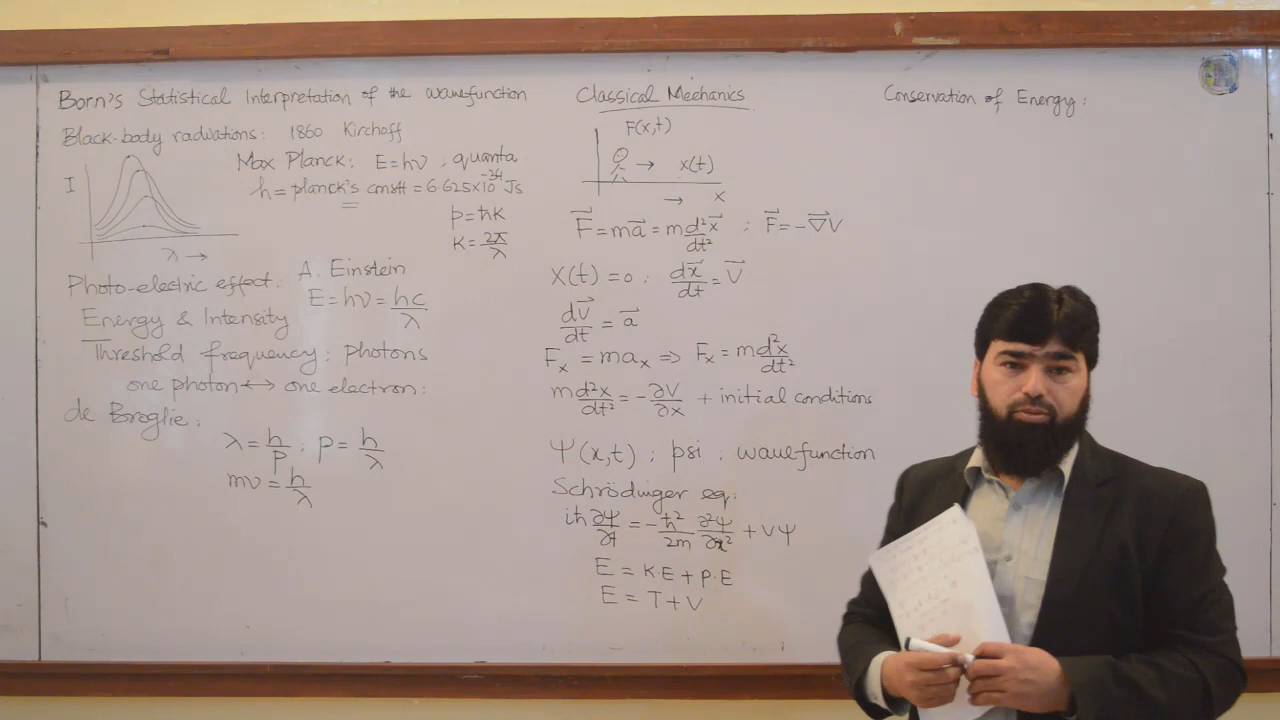 Born's Statistical Interpretation of the wavefunction
Black-body radiations: 1860 Kirchoff
Max Planck: E=hν ; quanta
h = planck's constt = 6.625×10⁻³⁴ Js
I
λ →
p=ħK
K=2π/λ
Photo-electric effect: A. Einstein
E=hν=hc/λ
Energy & Intensity
Threshold frequency: photons
one photon ↔ one electron:
de Broglie:
λ=h/p ; p=h/λ
mv=h/λ
Classical Mechanics
F(x,t)
→ x(t)
→ x
F⃗=ma⃗=m d²x⃗/dt² ; F⃗=-∇⃗V
X(t)=0 : dx⃗/dt=V⃗
dV⃗/dt=a⃗
Fₓ=maₓ ⇒ Fₓ=m d²x/dt²
m d²x/dt²=-∂V/∂x + initial conditions
Ψ(x,t) ; psi ; wavefunction
Schrödinger eq:
iħ ∂Ψ/∂t=-ħ²/2m ∂²Ψ/∂x²+VΨ
E=K.E+P.E
E=T+V
Conservation of Energy: